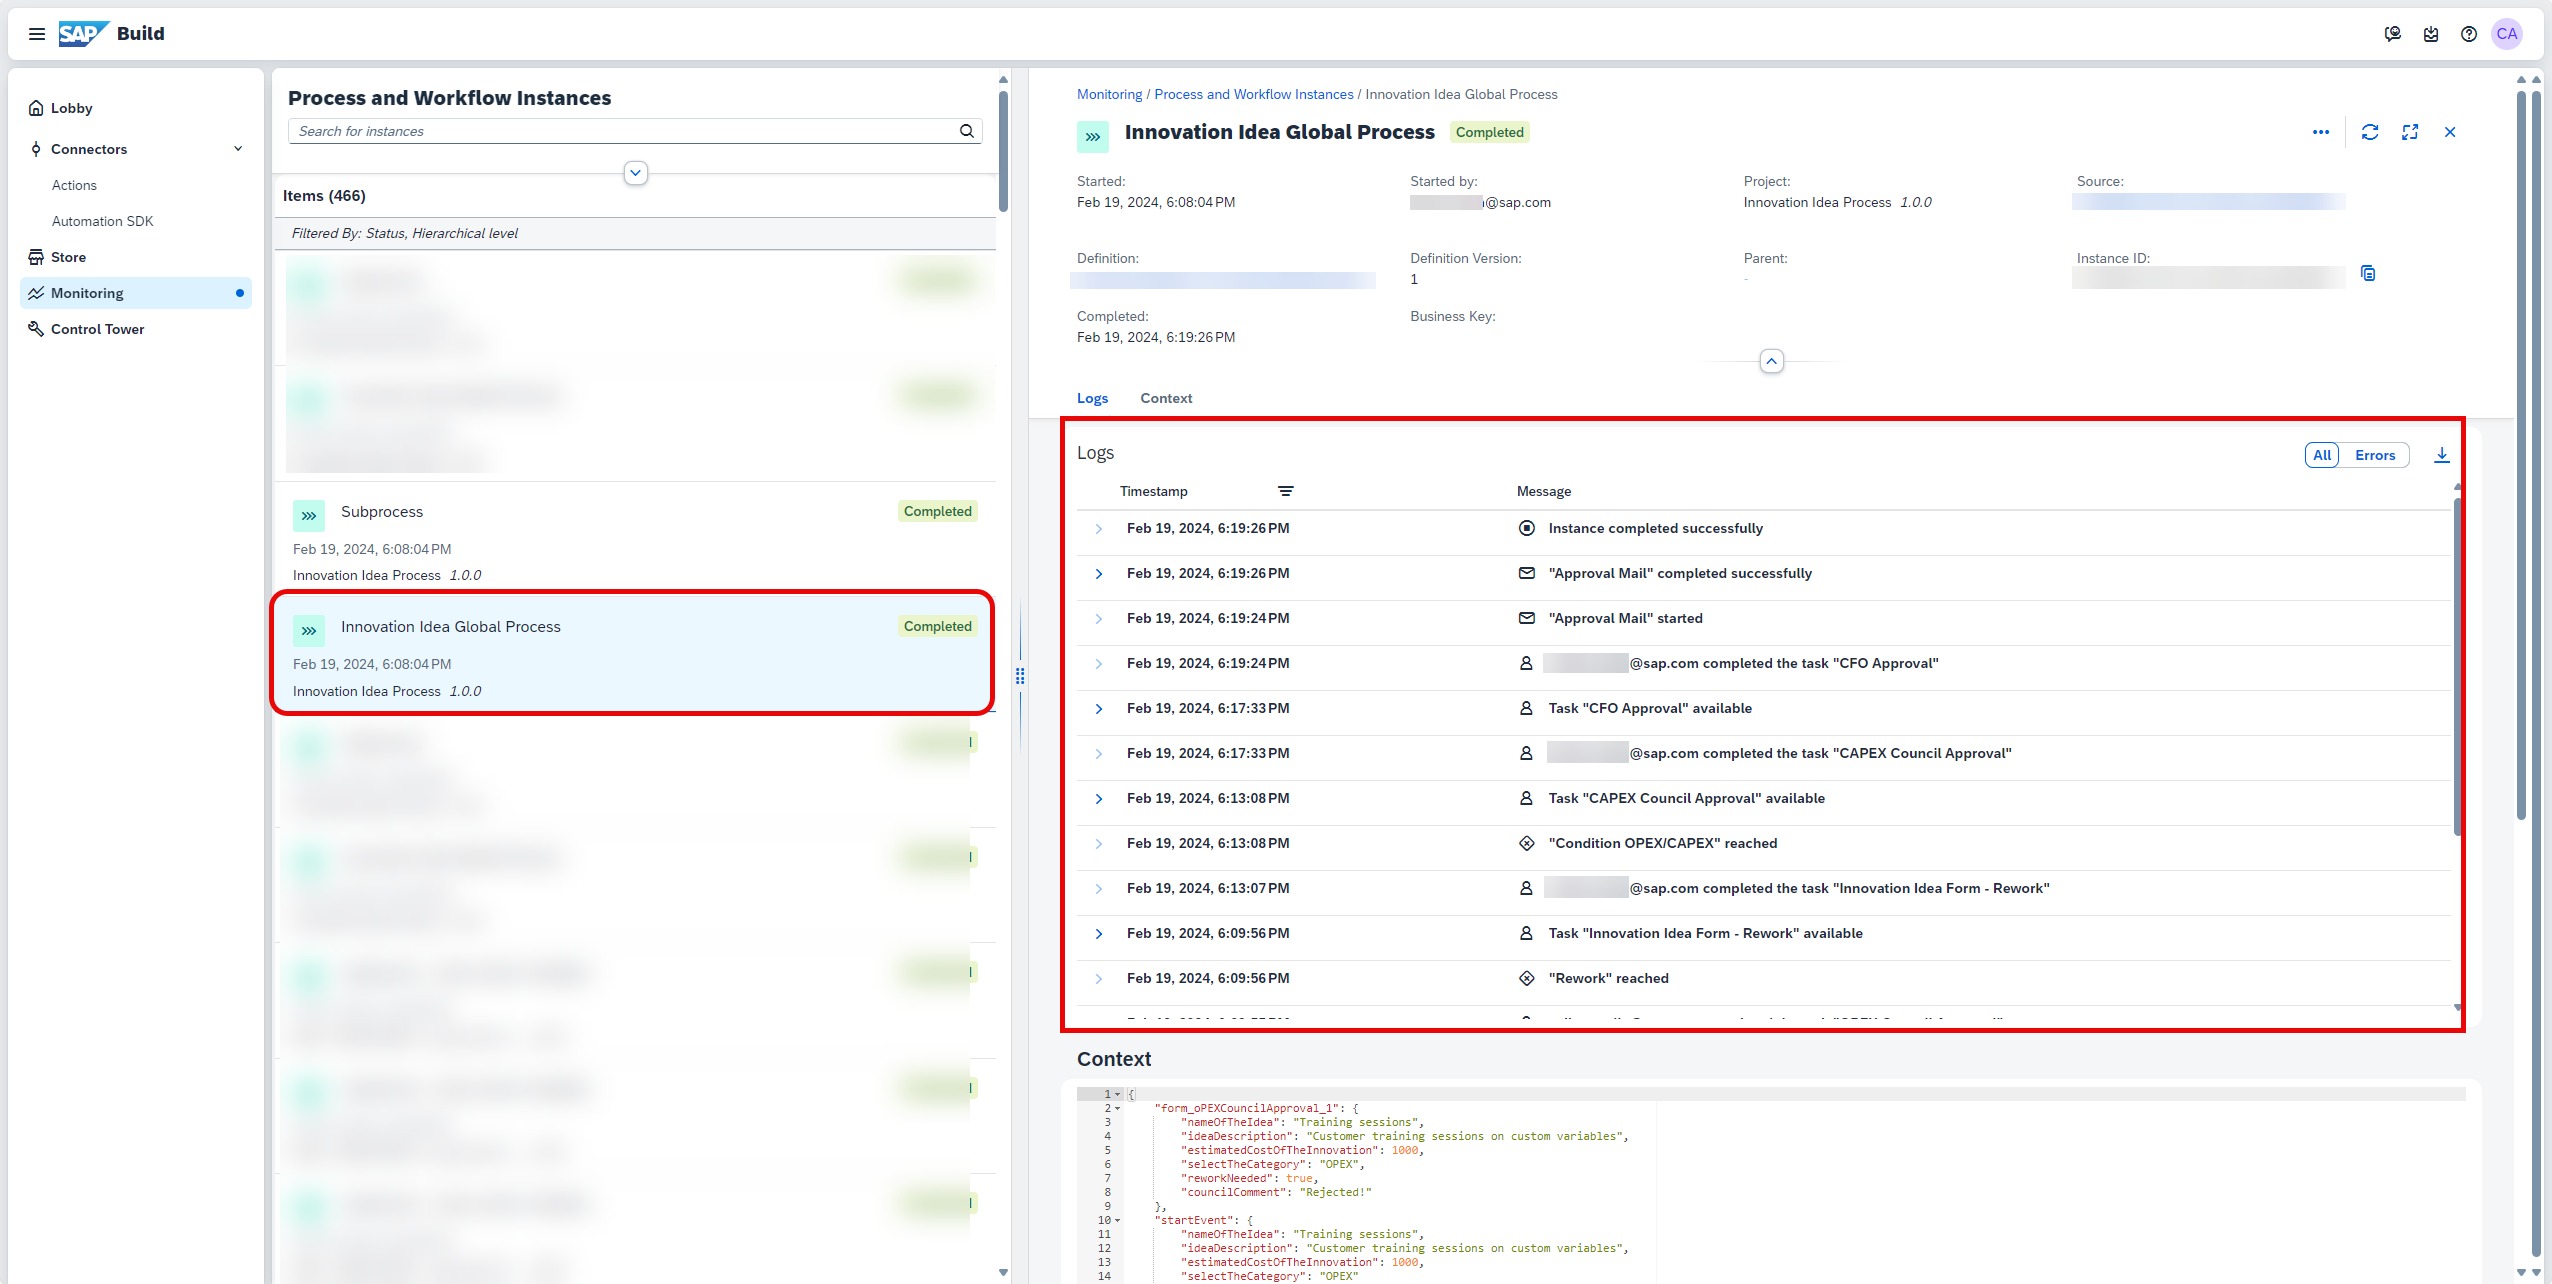 SAP Build
CA
Lobby
Connectors
Actions
Automation SDK
Store
Monitoring
Control Tower
Process and Workflow Instances
Search for instances
Items (466)
Filtered By: Status, Hierarchical level
Subprocess
Completed
Feb 19, 2024, 6:08:04 PM
Innovation Idea Process 1.0.0
Innovation Idea Global Process
Completed
Feb 19, 2024, 6:08:04 PM
Innovation Idea Process 1.0.0
Monitoring / Process and Workflow Instances / Innovation Idea Global Process
Innovation Idea Global Process Completed
Started:
Feb 19, 2024, 6:08:04 PM
Started by:
@sap.com
Project:
Innovation Idea Process 1.0.0
Source:
Definition:
Definition Version:
1
Parent:
-
Instance ID:
Completed:
Feb 19, 2024, 6:19:26 PM
Business Key:
Logs
Context
Logs
All
Errors
Timestamp
Message
Feb 19, 2024, 6:19:26 PM Instance completed successfully
Feb 19, 2024, 6:19:26 PM "Approval Mail" completed successfully
Feb 19, 2024, 6:19:24 PM "Approval Mail" started
Feb 19, 2024, 6:19:24 PM @sap.com completed the task "CFO Approval"
Feb 19, 2024, 6:17:33 PM Task "CFO Approval" available
Feb 19, 2024, 6:17:33 PM @sap.com completed the task "CAPEX Council Approval"
Feb 19, 2024, 6:13:08 PM Task "CAPEX Council Approval" available
Feb 19, 2024, 6:13:08 PM "Condition OPEX/CAPEX" reached
Feb 19, 2024, 6:13:07 PM @sap.com completed the task "Innovation Idea Form - Rework"
Feb 19, 2024, 6:09:56 PM Task "Innovation Idea Form - Rework" available
Feb 19, 2024, 6:09:56 PM "Rework" reached
Context
1 {
2 "form_oPEXCouncilApproval_1": {
3 "nameOfTheIdea": "Training sessions",
4 "ideaDescription": "Customer training sessions on custom variables",
5 "estimatedCostOfTheInnovation": 1000,
6 "selectTheCategory": "OPEX",
7 "reworkNeeded": true,
8 "councilComment": "Rejected!"
9 },
10 "startEvent": {
11 "nameOfTheIdea": "Training sessions",
12 "ideaDescription": "Customer training sessions on custom variables",
13 "estimatedCostOfTheInnovation": 1000,
14 "selectTheCategory": "OPEX"